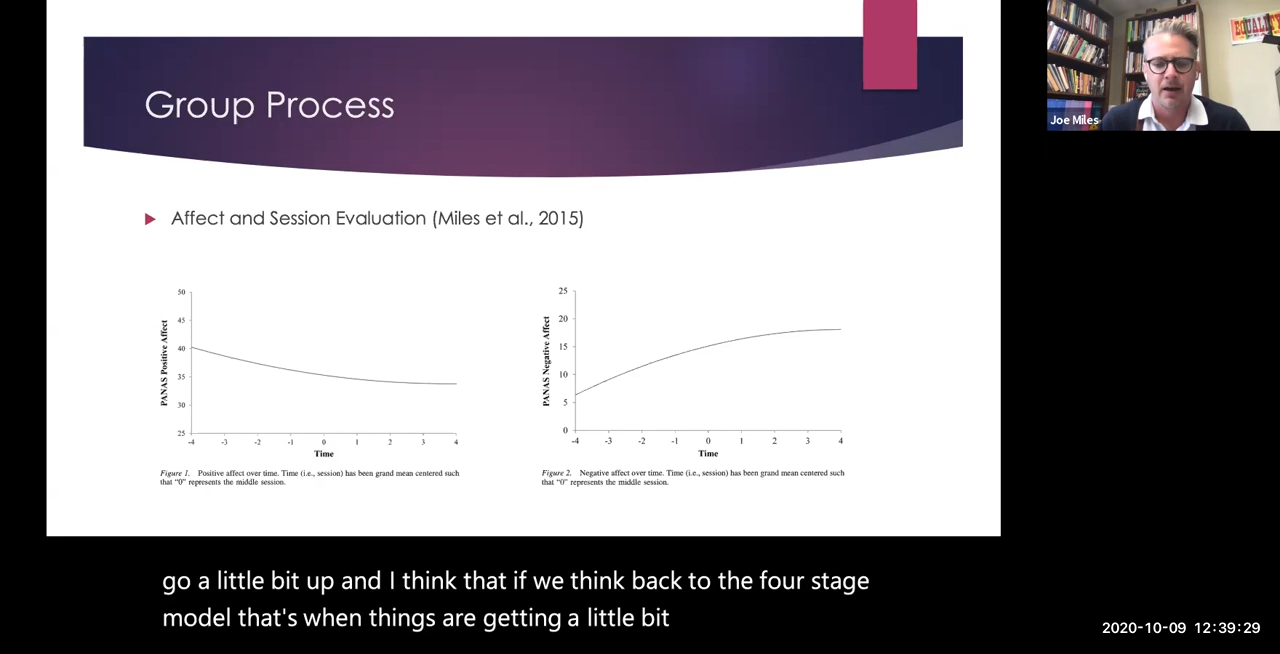 Group Process
Affect and Session Evaluation (Miles et al., 2015)
50
45
40
35
30
25
PANAS Positive Affect
-4 -3 -2 -1 0 1 2 3 4
Time
Figure 1. Positive affect over time. Time (i.e., session) has been grand mean centered such
that “0” represents the middle session.
25
20
15
10
5
0
PANAS Negative Affect
-4 -3 -2 -1 0 1 2 3 4
Time
Figure 2. Negative affect over time. Time (i.e., session) has been grand mean centered such
that “0” represents the middle session.
Joe Miles
go a little bit up and I think that if we think back to the four stage
model that's when things are getting a little bit
2020-10-09 12:39:29